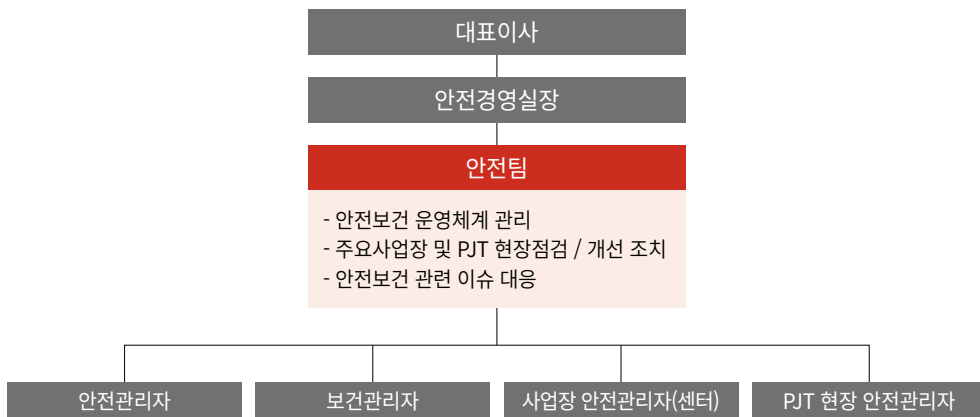 대표이사
안전경영실장
안전팀
- 안전보건 운영체계 관리
- 주요사업장 및 PJT 현장점검 / 개선 조치
- 안전보건 관련 이슈 대응
안전관리자
보건관리자
사업장 안전관리자(센터)
PJT 현장 안전관리자